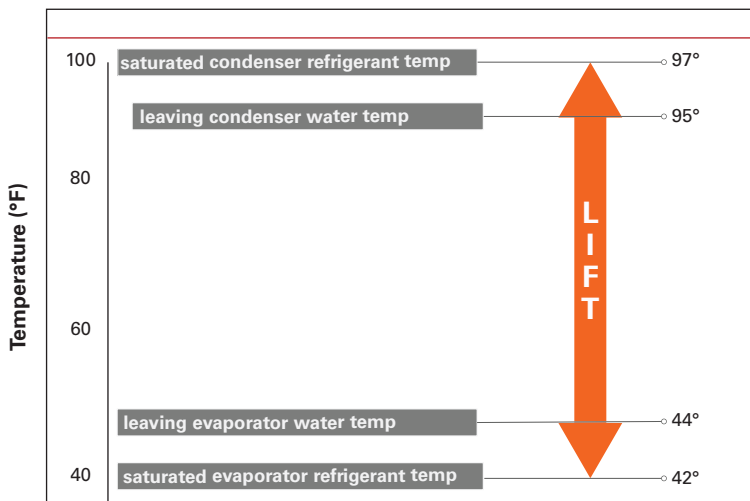 100
saturated condenser refrigerant temp
97°
leaving condenser water temp
95°
80
Temperature (°F)
LIFT
60
leaving evaporator water temp
44°
40
saturated evaporator refrigerant temp
42°